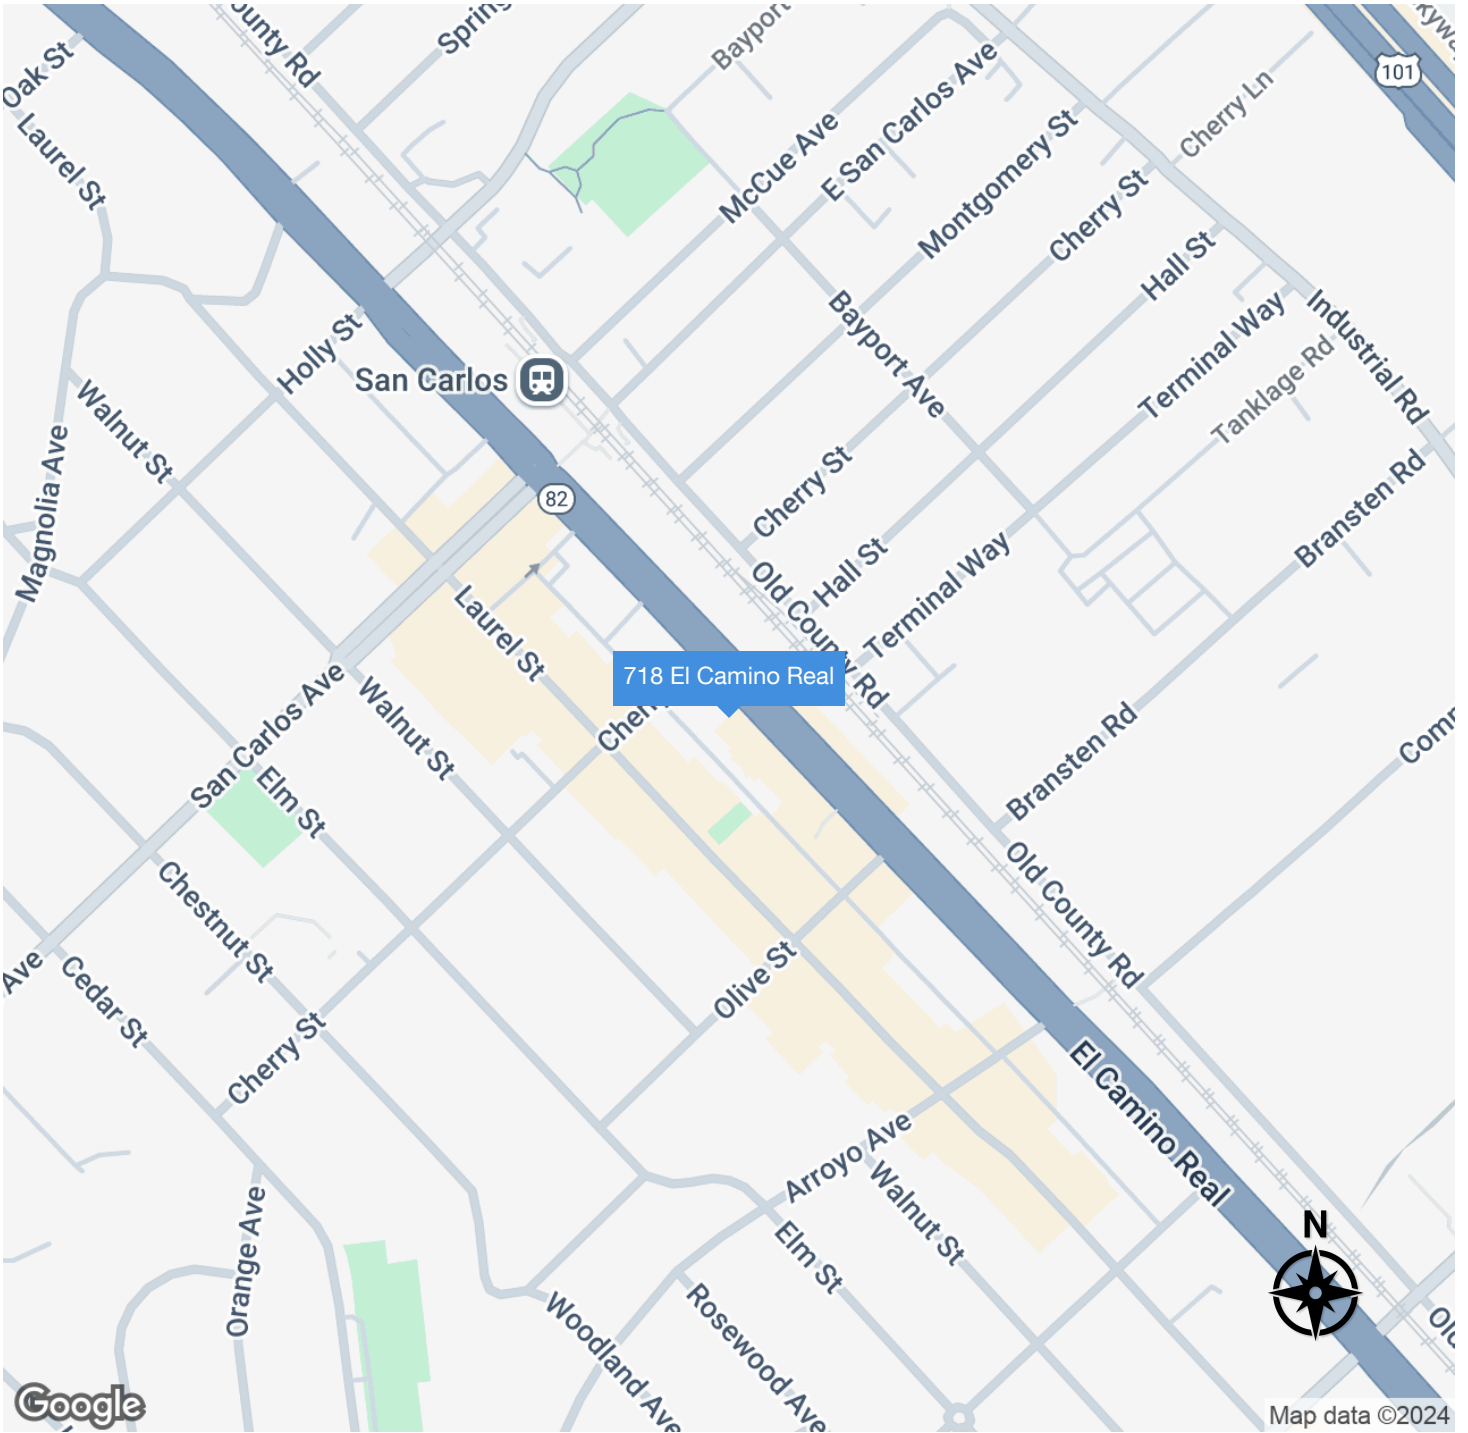 County Rd
Spring
Bayport
Oak St
Laurel St
101
Cherry Ln
McCue Ave
E San Carlos Ave
Montgomery St
Cherry St
Hall St
Bayport Ave
Terminal Way
Industrial Rd
Tanklage Rd
Holly St
San Carlos
Walnut St
Magnolia Ave
82
Cherry St
Bransten Rd
Hall St
Old County Rd
Terminal Way
Laurel St
718 El Camino Real
Cherry
San Carlos Ave
Walnut St
Elm St
Bransten Rd
Old County Rd
Chestnut St
Ave
Cedar St
Olive St
Cherry St
El Camino Real
Arroyo Ave
Walnut St
N
Orange Ave
Elm St
Woodland Ave
Rosewood Ave
Old
Google
Map data ©2024